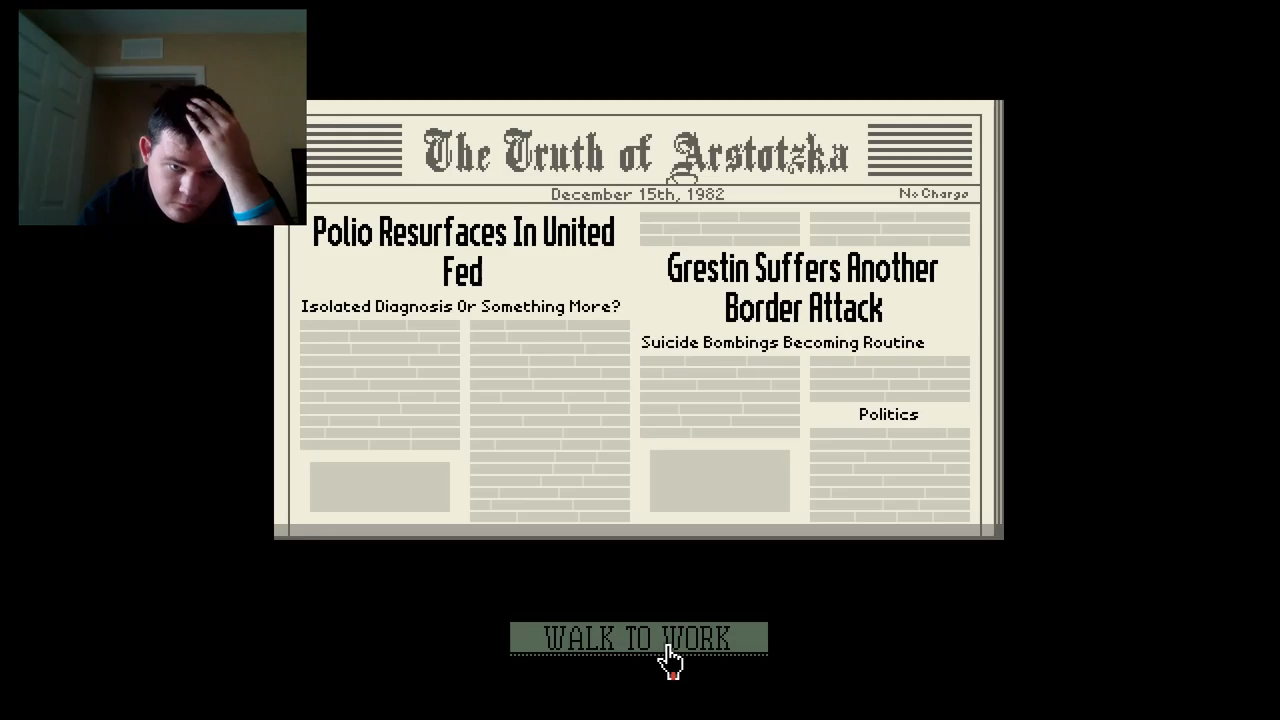 The Truth of Arstotzka
December 15th, 1982
No Charge
Polio Resurfaces In United
Fed
Isolated Diagnosis Or Something More?
Grestin Suffers Another
Border Attack
Suicide Bombings Becoming Routine
Politics
WALK TO WORK